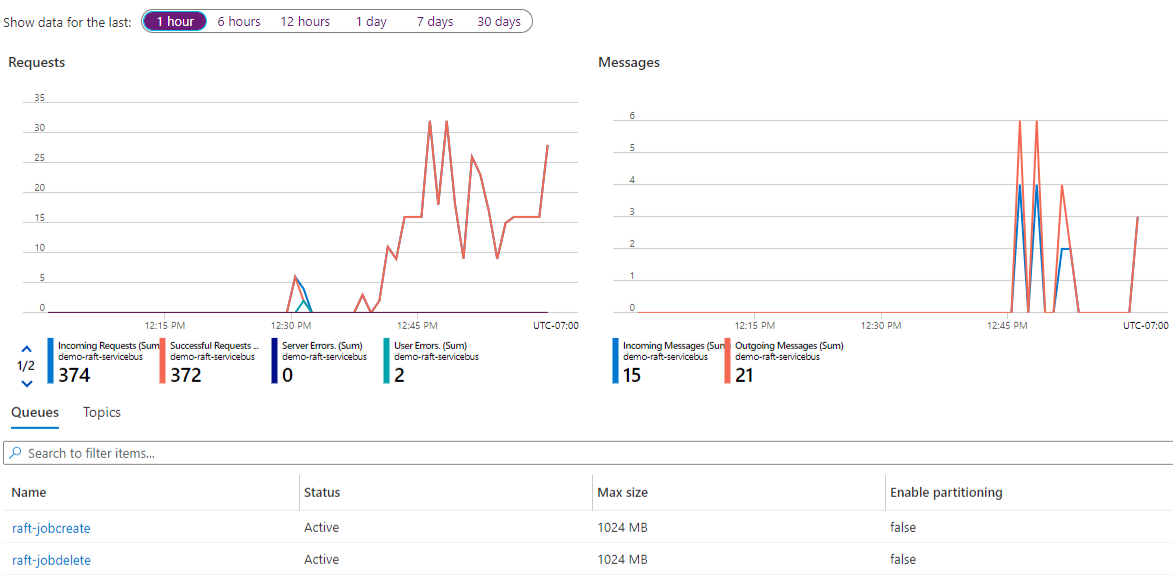 Show data for the last: 1 hour 6 hours 12 hours 1 day 7 days 30 days
Requests
35
30
25
20
15
10
5
0
12:15 PM 12:30 PM 12:45 PM UTC-07:00
1/2
Incoming Requests (Sum
demo-raft-servicebus
374
Successful Requests ...
demo-raft-servicebus
372
Server Errors. (Sum)
demo-raft-servicebus
0
User Errors. (Sum)
demo-raft-servicebus
2
Messages
6
5
4
3
2
1
0
12:15 PM 12:30 PM 12:45 PM UTC-07:00
Incoming Messages (Sum
demo-raft-servicebus
15
Outgoing Messages (Sum)
demo-raft-servicebus
21
Queues Topics
Search to filter items...
Name Status Max size Enable partitioning
raft-jobcreate Active 1024 MB false
raft-jobdelete Active 1024 MB false